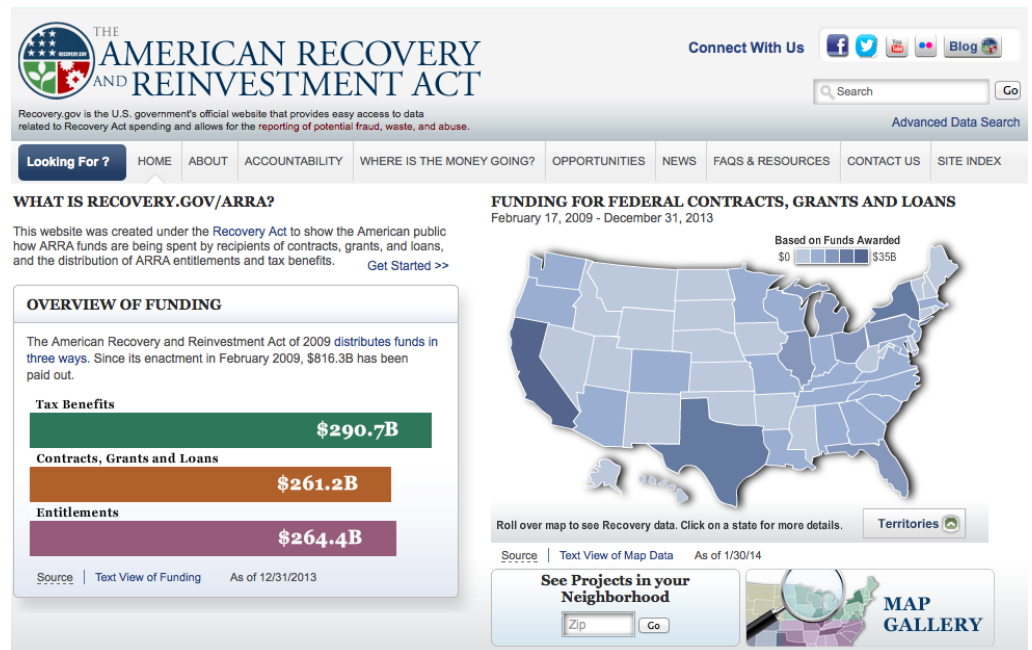 THE
AMERICAN RECOVERY
AND REINVESTMENT ACT
RECOVERY.GOV
Recovery.gov is the U.S. government's official website that provides easy access to data
related to Recovery Act spending and allows for the reporting of potential fraud, waste, and abuse.
Connect With Us
Blog
Search
Go
Advanced Data Search
Looking For ?
HOME
ABOUT
ACCOUNTABILITY
WHERE IS THE MONEY GOING?
OPPORTUNITIES
NEWS
FAQS & RESOURCES
CONTACT US
SITE INDEX
WHAT IS RECOVERY.GOV/ARRA?
This website was created under the Recovery Act to show the American public
how ARRA funds are being spent by recipients of contracts, grants, and loans,
and the distribution of ARRA entitlements and tax benefits.
Get Started >>
OVERVIEW OF FUNDING
The American Recovery and Reinvestment Act of 2009 distributes funds in
three ways. Since its enactment in February 2009, $816.3B has been
paid out.
Tax Benefits
$290.7B
Contracts, Grants and Loans
$261.2B
Entitlements
$264.4B
Source
Text View of Funding
As of 12/31/2013
FUNDING FOR FEDERAL CONTRACTS, GRANTS AND LOANS
February 17, 2009 - December 31, 2013
Based on Funds Awarded
$0
$35B
Roll over map to see Recovery data. Click on a state for more details.
Territories
Source
Text View of Map Data
As of 1/30/14
See Projects in your
Neighborhood
Zip
Go
MAP
GALLERY